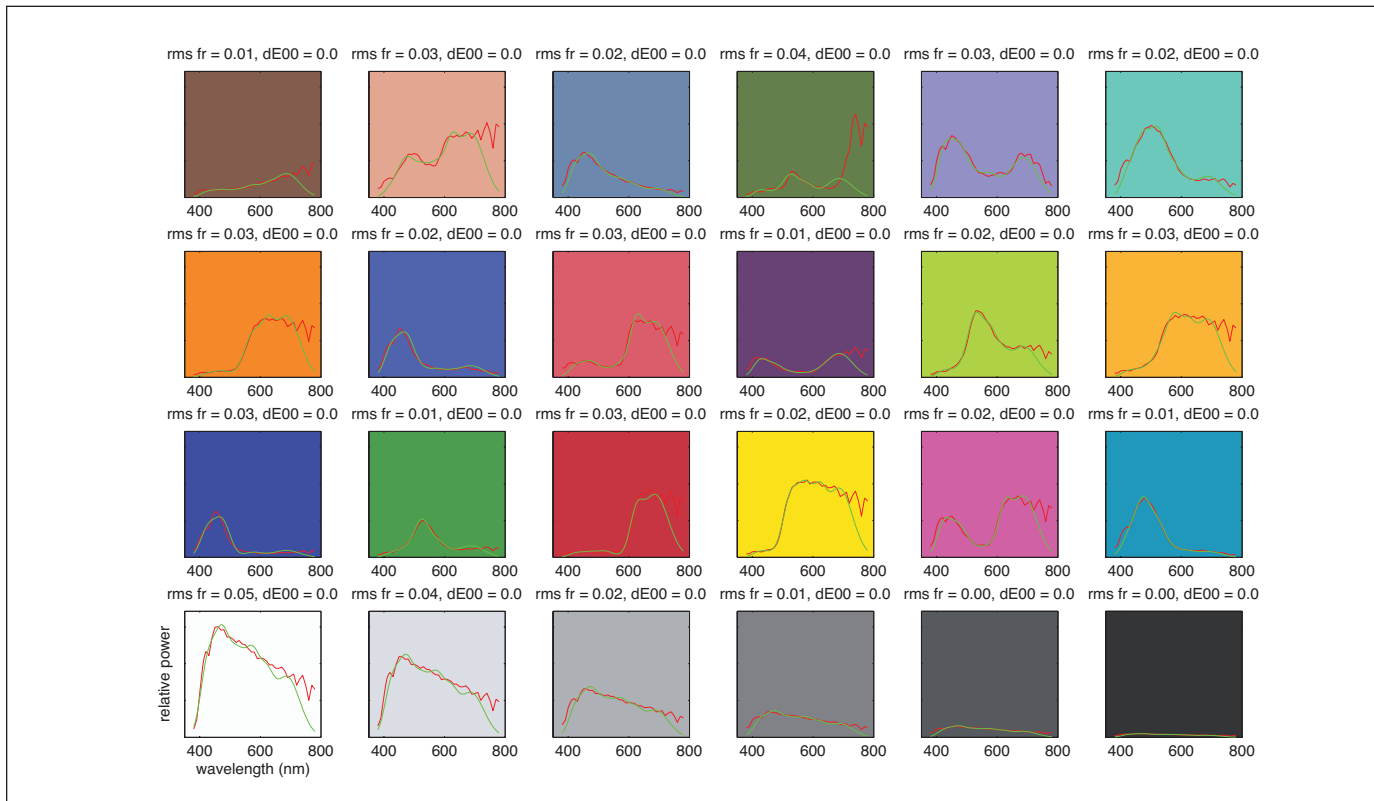 rms fr = 0.01, dE00 = 0.0 rms fr = 0.03, dE00 = 0.0 rms fr = 0.02, dE00 = 0.0 rms fr = 0.04, dE00 = 0.0 rms fr = 0.03, dE00 = 0.0 rms fr = 0.02, dE00 = 0.0
400 600 800 400 600 800 400 600 800 400 600 800 400 600 800 400 600 800
rms fr = 0.03, dE00 = 0.0 rms fr = 0.02, dE00 = 0.0 rms fr = 0.03, dE00 = 0.0 rms fr = 0.01, dE00 = 0.0 rms fr = 0.02, dE00 = 0.0 rms fr = 0.03, dE00 = 0.0
400 600 800 400 600 800 400 600 800 400 600 800 400 600 800 400 600 800
rms fr = 0.03, dE00 = 0.0 rms fr = 0.01, dE00 = 0.0 rms fr = 0.03, dE00 = 0.0 rms fr = 0.02, dE00 = 0.0 rms fr = 0.02, dE00 = 0.0 rms fr = 0.01, dE00 = 0.0
400 600 800 400 600 800 400 600 800 400 600 800 400 600 800 400 600 800
rms fr = 0.05, dE00 = 0.0 rms fr = 0.04, dE00 = 0.0 rms fr = 0.02, dE00 = 0.0 rms fr = 0.01, dE00 = 0.0 rms fr = 0.00, dE00 = 0.0 rms fr = 0.00, dE00 = 0.0
relative power
400 600 800 400 600 800 400 600 800 400 600 800 400 600 800 400 600 800
wavelength (nm)